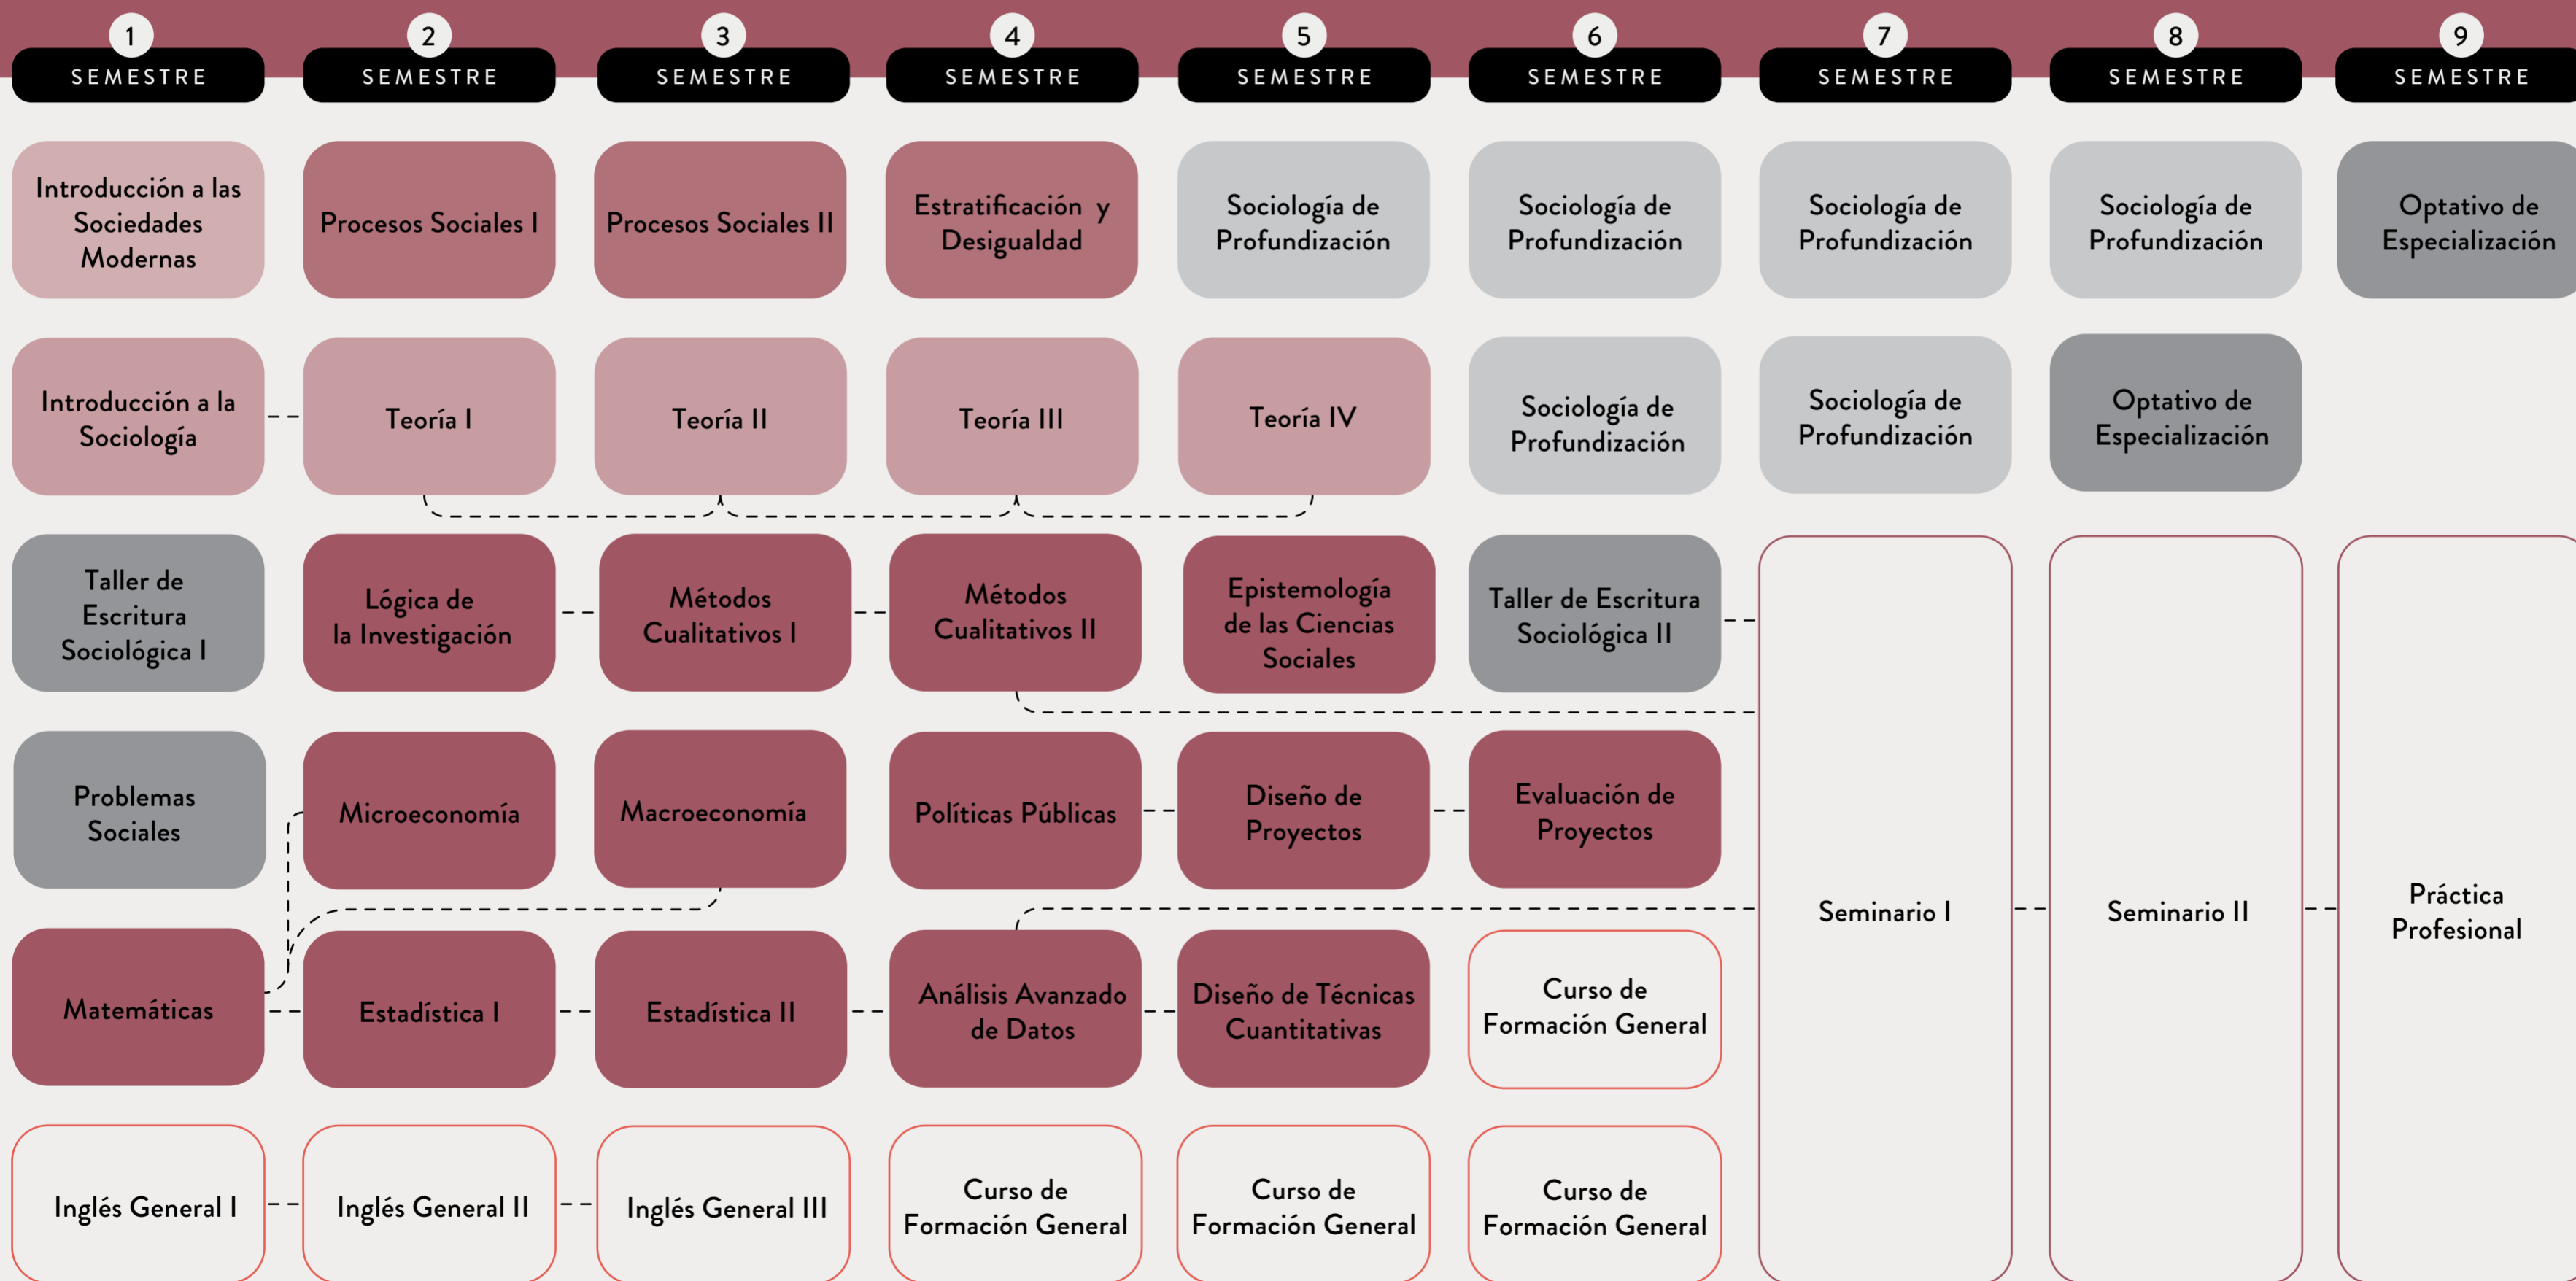 1
SEMESTRE
2
SEMESTRE
3
SEMESTRE
4
SEMESTRE
5
SEMESTRE
6
SEMESTRE
7
SEMESTRE
8
SEMESTRE
9
SEMESTRE
Introducción a las
Sociedades
Modernas
Procesos Sociales I
Procesos Sociales II
Estratificación y
Desigualdad
Sociología de
Profundización
Sociología de
Profundización
Sociología de
Profundización
Sociología de
Profundización
Optativo de
Especialización
Introducción a la
Sociología
Teoría I
Teoría II
Teoría III
Teoría IV
Sociología de
Profundización
Sociología de
Profundización
Optativo de
Especialización
Taller de
Escritura
Sociológica I
Lógica de
la Investigación
Métodos
Cualitativos I
Métodos
Cualitativos II
Epistemología
de las Ciencias
Sociales
Taller de Escritura
Sociológica II
Problemas
Sociales
Microeconomía
Macroeconomía
Políticas Públicas
Diseño de
Proyectos
Evaluación de
Proyectos
Seminario I
Seminario II
Práctica
Profesional
Matemáticas
Estadística I
Estadística II
Análisis Avanzado
de Datos
Diseño de Técnicas
Cuantitativas
Curso de
Formación General
Inglés General I
Inglés General II
Inglés General III
Curso de
Formación General
Curso de
Formación General
Curso de
Formación General